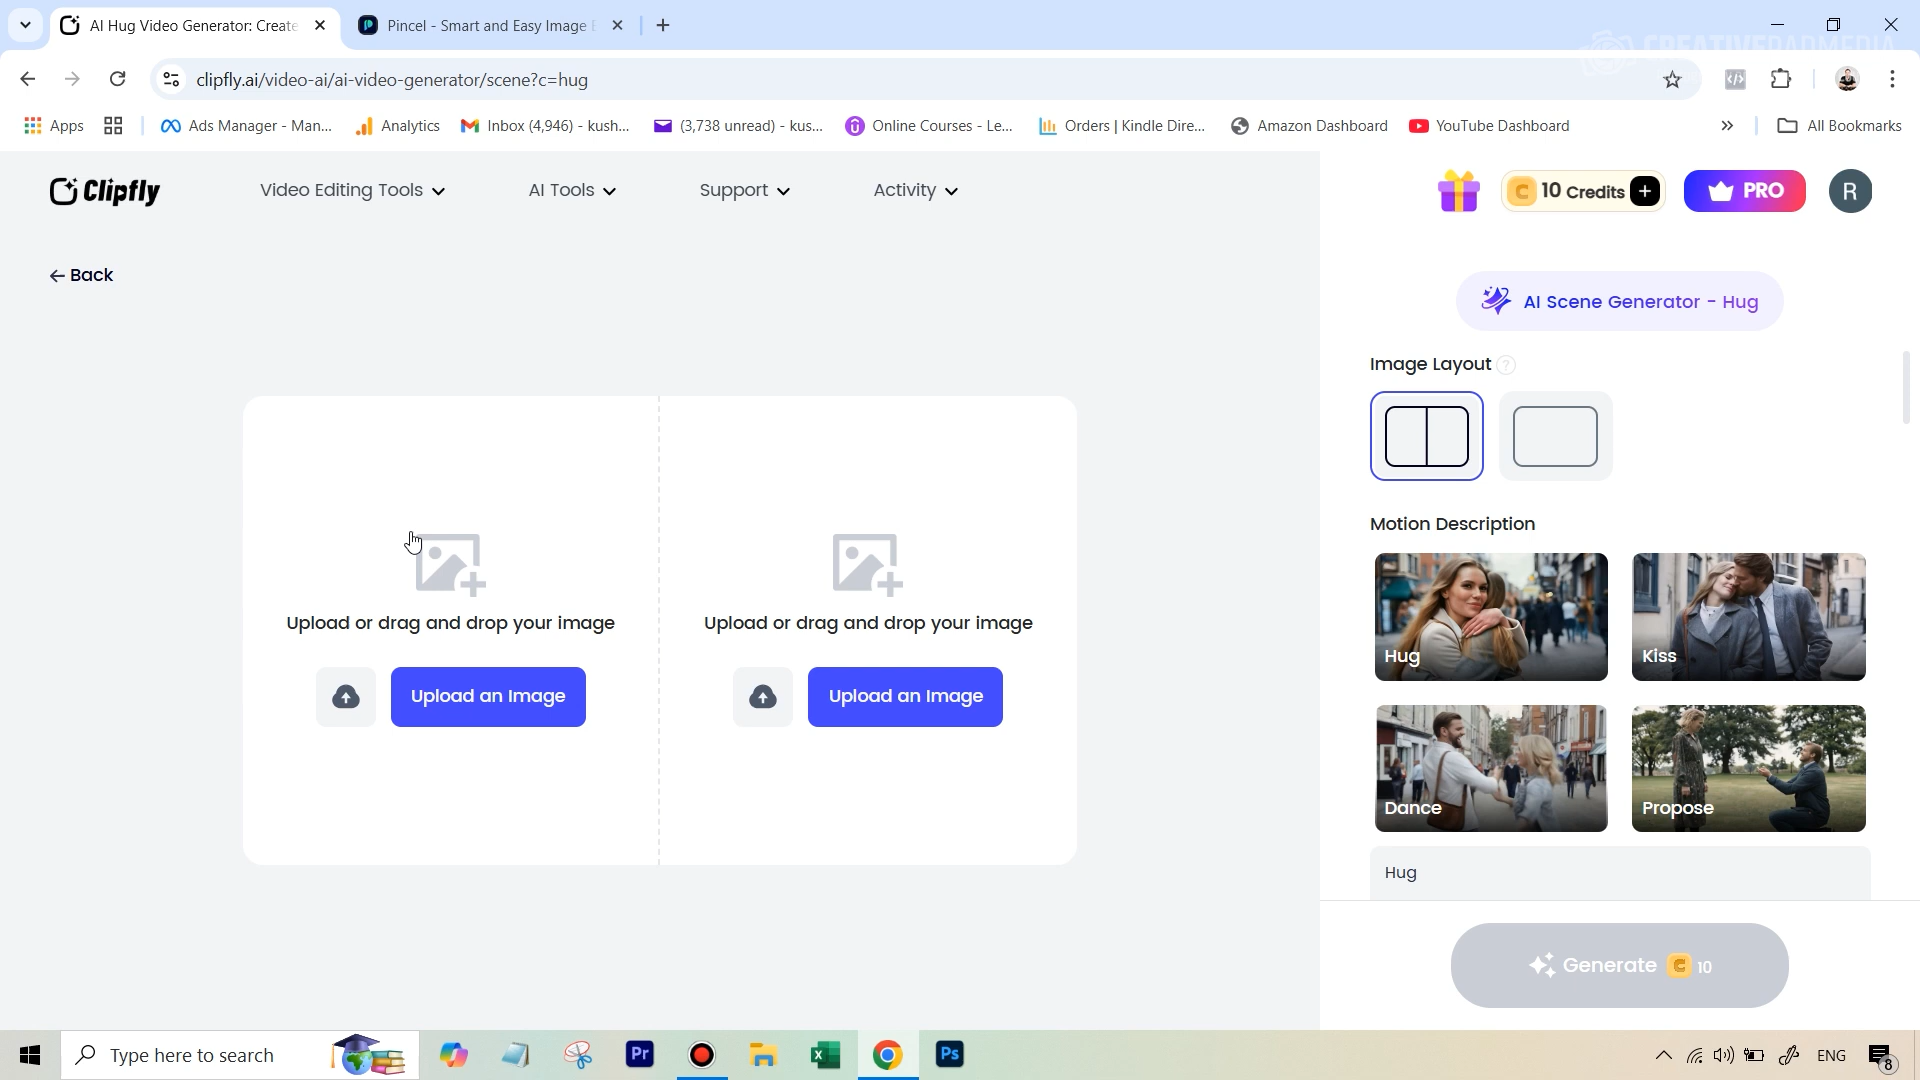 AI Hug Video Generator: Create
Pincel - Smart and Easy Image E
CREATIVEPADMEDIA
clipfly.ai/video-ai/ai-video-generator/scene?c=hug
Apps
Ads Manager - Man...
Analytics
Inbox (4,946) - kush...
(3,738 unread) - kus...
Online Courses - Le...
Orders | Kindle Dire...
Amazon Dashboard
YouTube Dashboard
All Bookmarks
Clipfly
Video Editing Tools
AI Tools
Support
Activity
C 10 Credits +
PRO
R
Back
AI Scene Generator - Hug
Image Layout ?
Motion Description
Hug
Kiss
Dance
Propose
Hug
Upload or drag and drop your image
Upload an Image
Upload or drag and drop your image
Upload an Image
Generate C 10
Type here to search
Pr
Ps
ENG
8